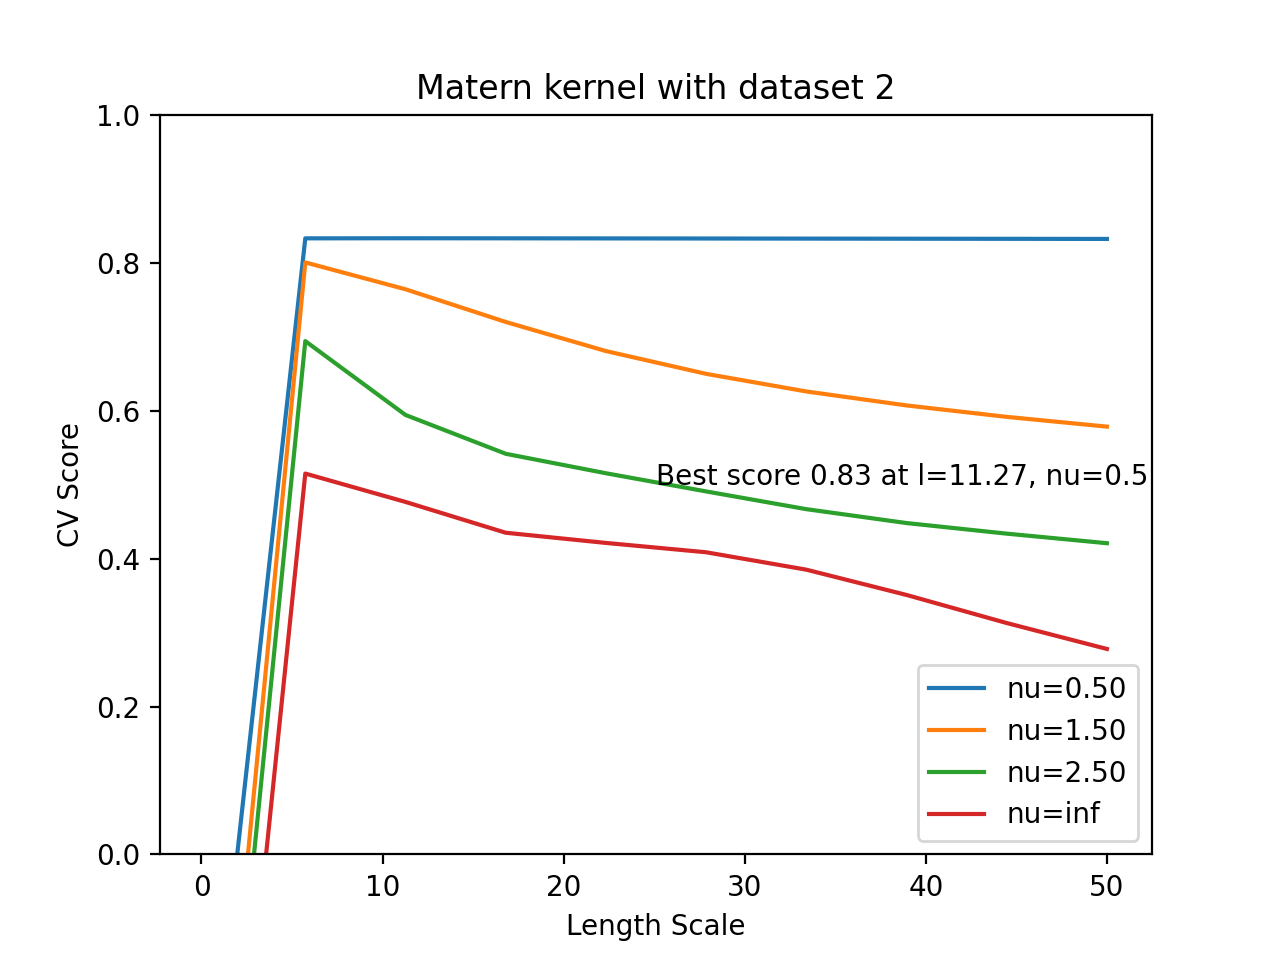 Matern kernel with dataset 2
1.0
0.8
0.6
0.4
0.2
0.0
CV Score
Best score 0.83 at l=11.27, nu=0.5
nu=0.50
nu=1.50
nu=2.50
nu=inf
0 10 20 30 40 50
Length Scale